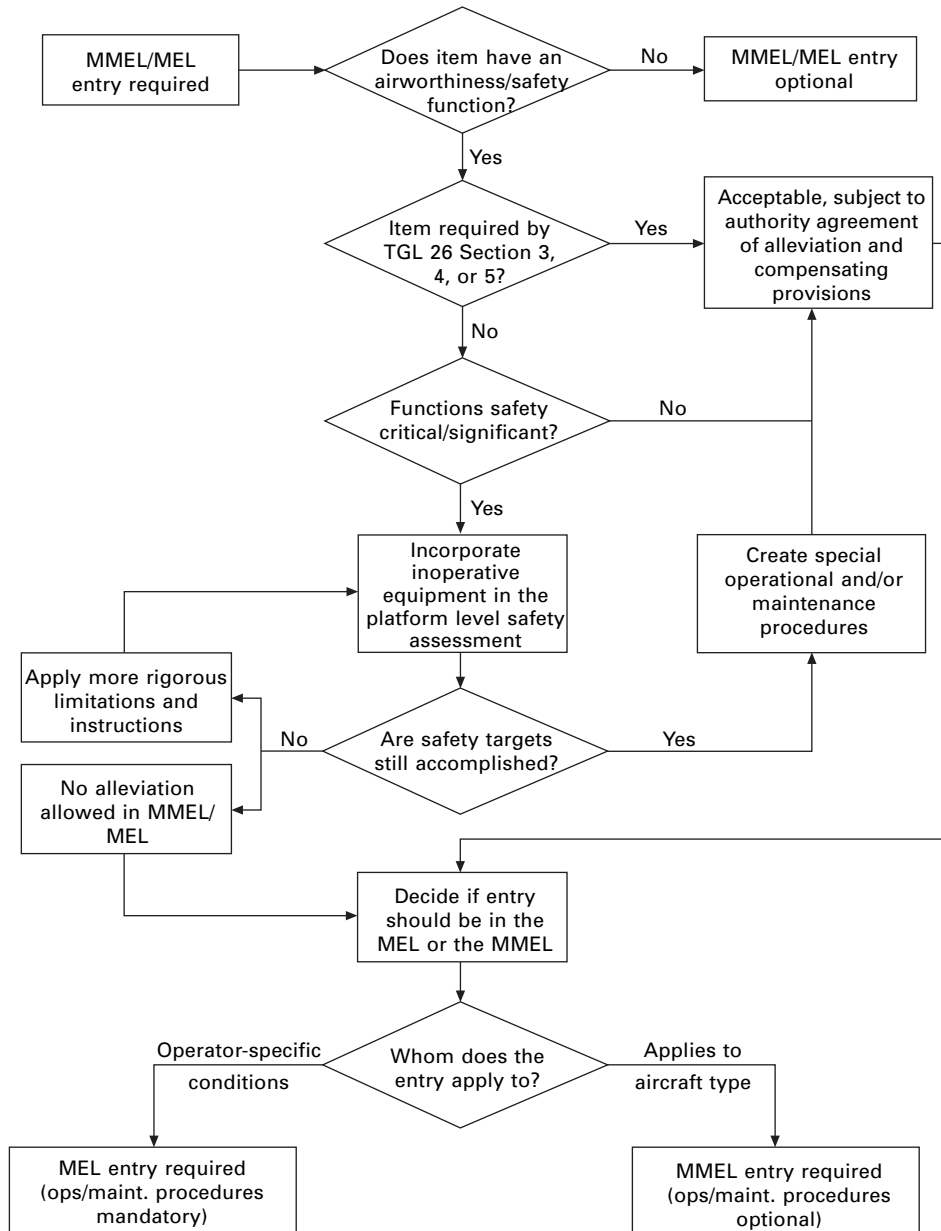 MMEL/MEL
entry required
Does item have an
airworthiness/safety
function?
No
MMEL/MEL entry
optional
Yes
Item required by
TGL 26 Section 3,
4, or 5?
Yes
Acceptable, subject to
authority agreement
of alleviation and
compensating
provisions
No
Functions safety
critical/significant?
No
Yes
Incorporate
inoperative
equipment in the
platform level safety
assessment
Create special
operational and/or
maintenance
procedures
Apply more rigorous
limitations and
instructions
No
Are safety targets
still accomplished?
Yes
No alleviation
allowed in MMEL/
MEL
Decide if entry
should be in the
MEL or the MMEL
Operator-specific
conditions
Whom does the
entry apply to?
Applies to
aircraft type
MEL entry required
(ops/maint. procedures
mandatory)
MMEL entry required
(ops/maint. procedures
optional)